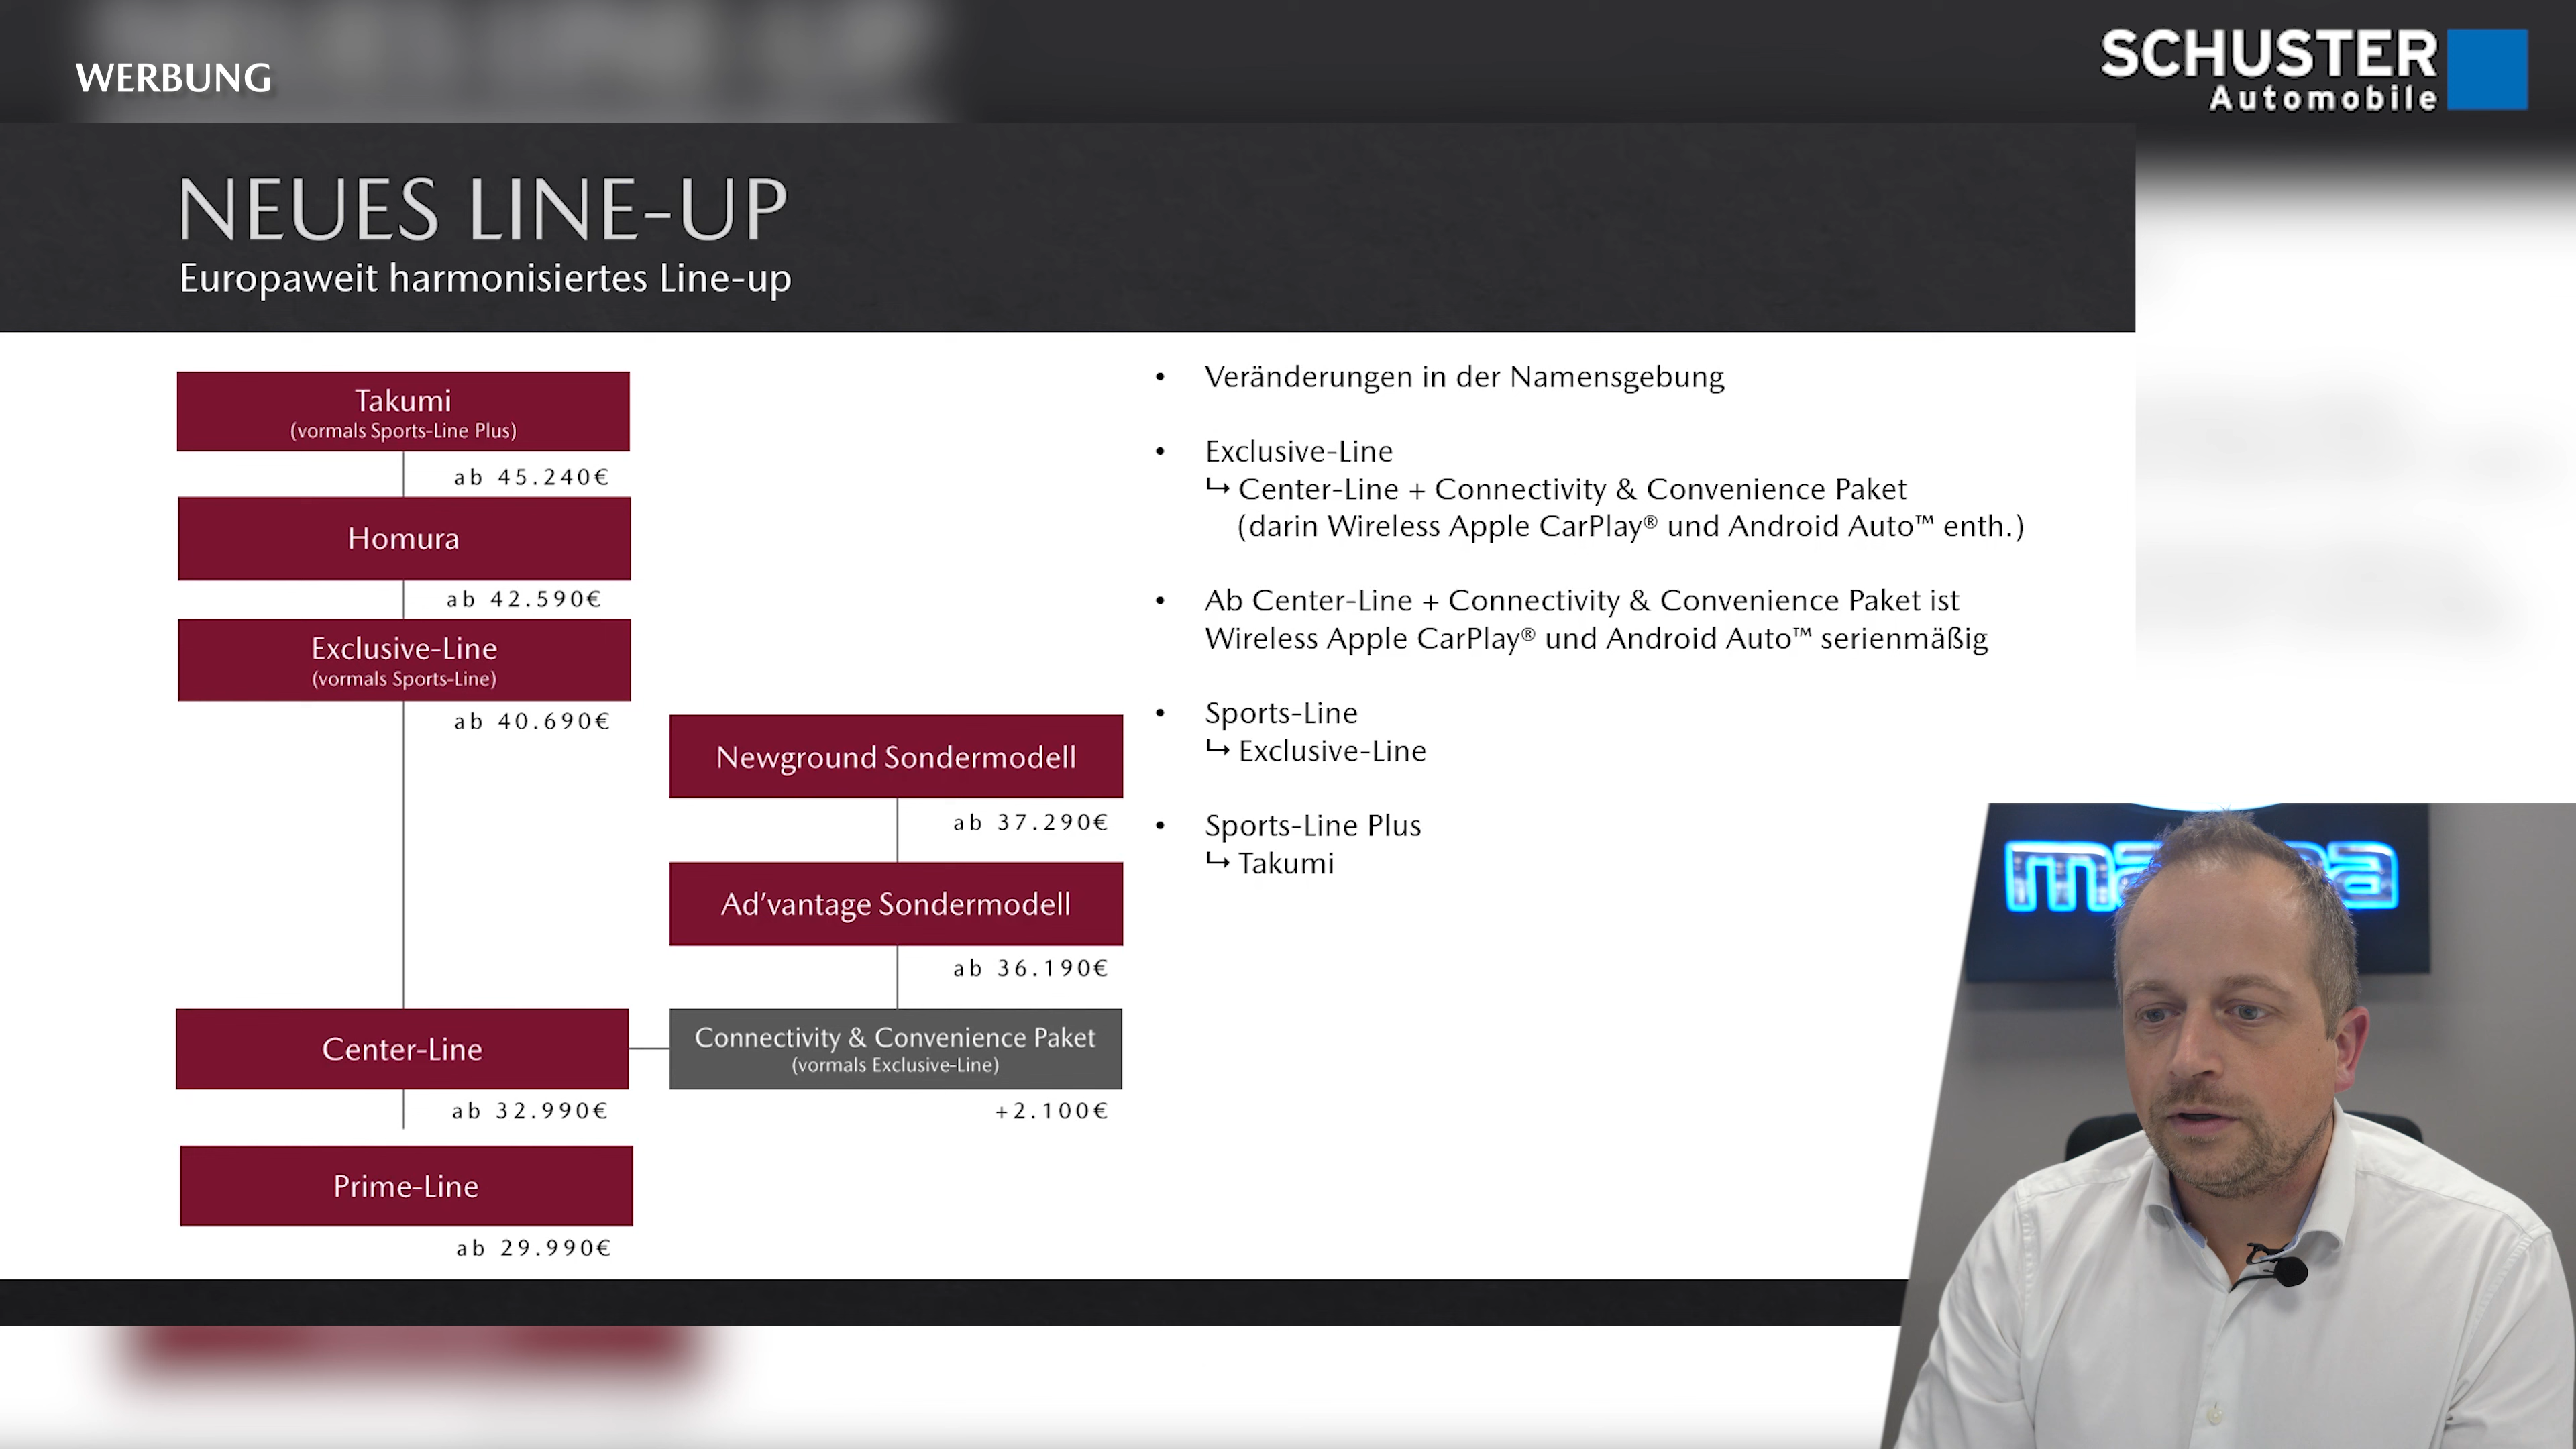 WERBUNG
SCHUSTER
Automobile
NEUES LINE-UP
Europaweit harmonisiertes Line-up
Takumi
(vormals Sports-Line Plus)
ab 45.240€
Homura
ab 42.590€
Exclusive-Line
(vormals Sports-Line)
ab 40.690€
Newground Sondermodell
ab 37.290€
Ad'vantage Sondermodell
ab 36.190€
Center-Line
ab 32.990€
Connectivity & Convenience Paket
(vormals Exclusive-Line)
+2.100€
Prime-Line
ab 29.990€
• Veränderungen in der Namensgebung
• Exclusive-Line
↪ Center-Line + Connectivity & Convenience Paket
(darin Wireless Apple CarPlay® und Android Auto™ enth.)
• Ab Center-Line + Connectivity & Convenience Paket ist
Wireless Apple CarPlay® und Android Auto™ serienmäßig
• Sports-Line
↪ Exclusive-Line
• Sports-Line Plus
↪ Takumi